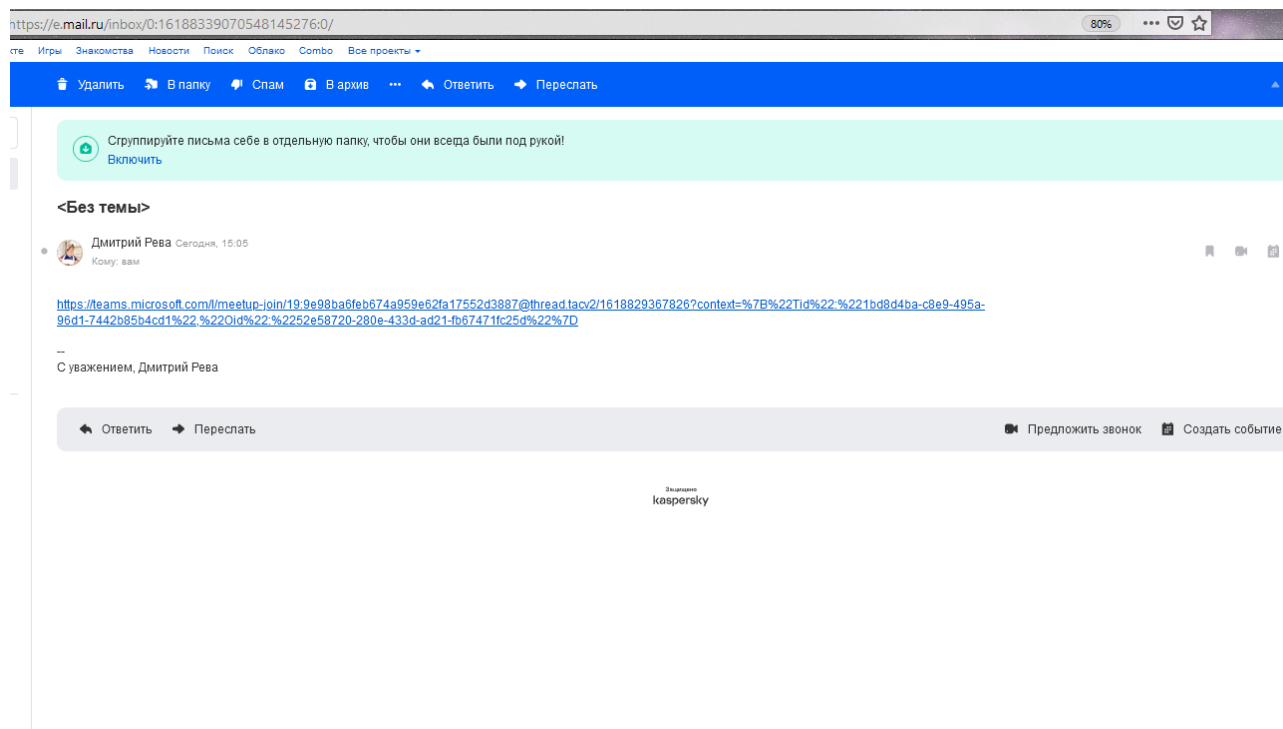 https://e.mail.ru/inbox/0:16188339070548145276:0/ 80%
кте Игры Знакомства Новости Поиск Облако Combo Все проекты
Удалить В папку Спам В архив ... Ответить Переслать
Сгруппируйте письма себе в отдельную папку, чтобы они всегда были под рукой!
Включить
<Без темы>
Дмитрий Рева Сегодня, 15:05
Кому: вам
https://teams.microsoft.com/l/meetup-join/19:9e98ba6feb674a959e62fa17552d3887@thread.tacv2/1618829367826?context=%7B%22Tid%22:%221bd8d4ba-c8e9-495a-
96d1-7442b85b4cd1%22,%22Oid%22:%2252e58720-280e-433d-ad21-fb67471fc25d%22%7D
--
С уважением, Дмитрий Рева
Ответить Переслать Предложить звонок Создать событие
Защищено
kaspersky